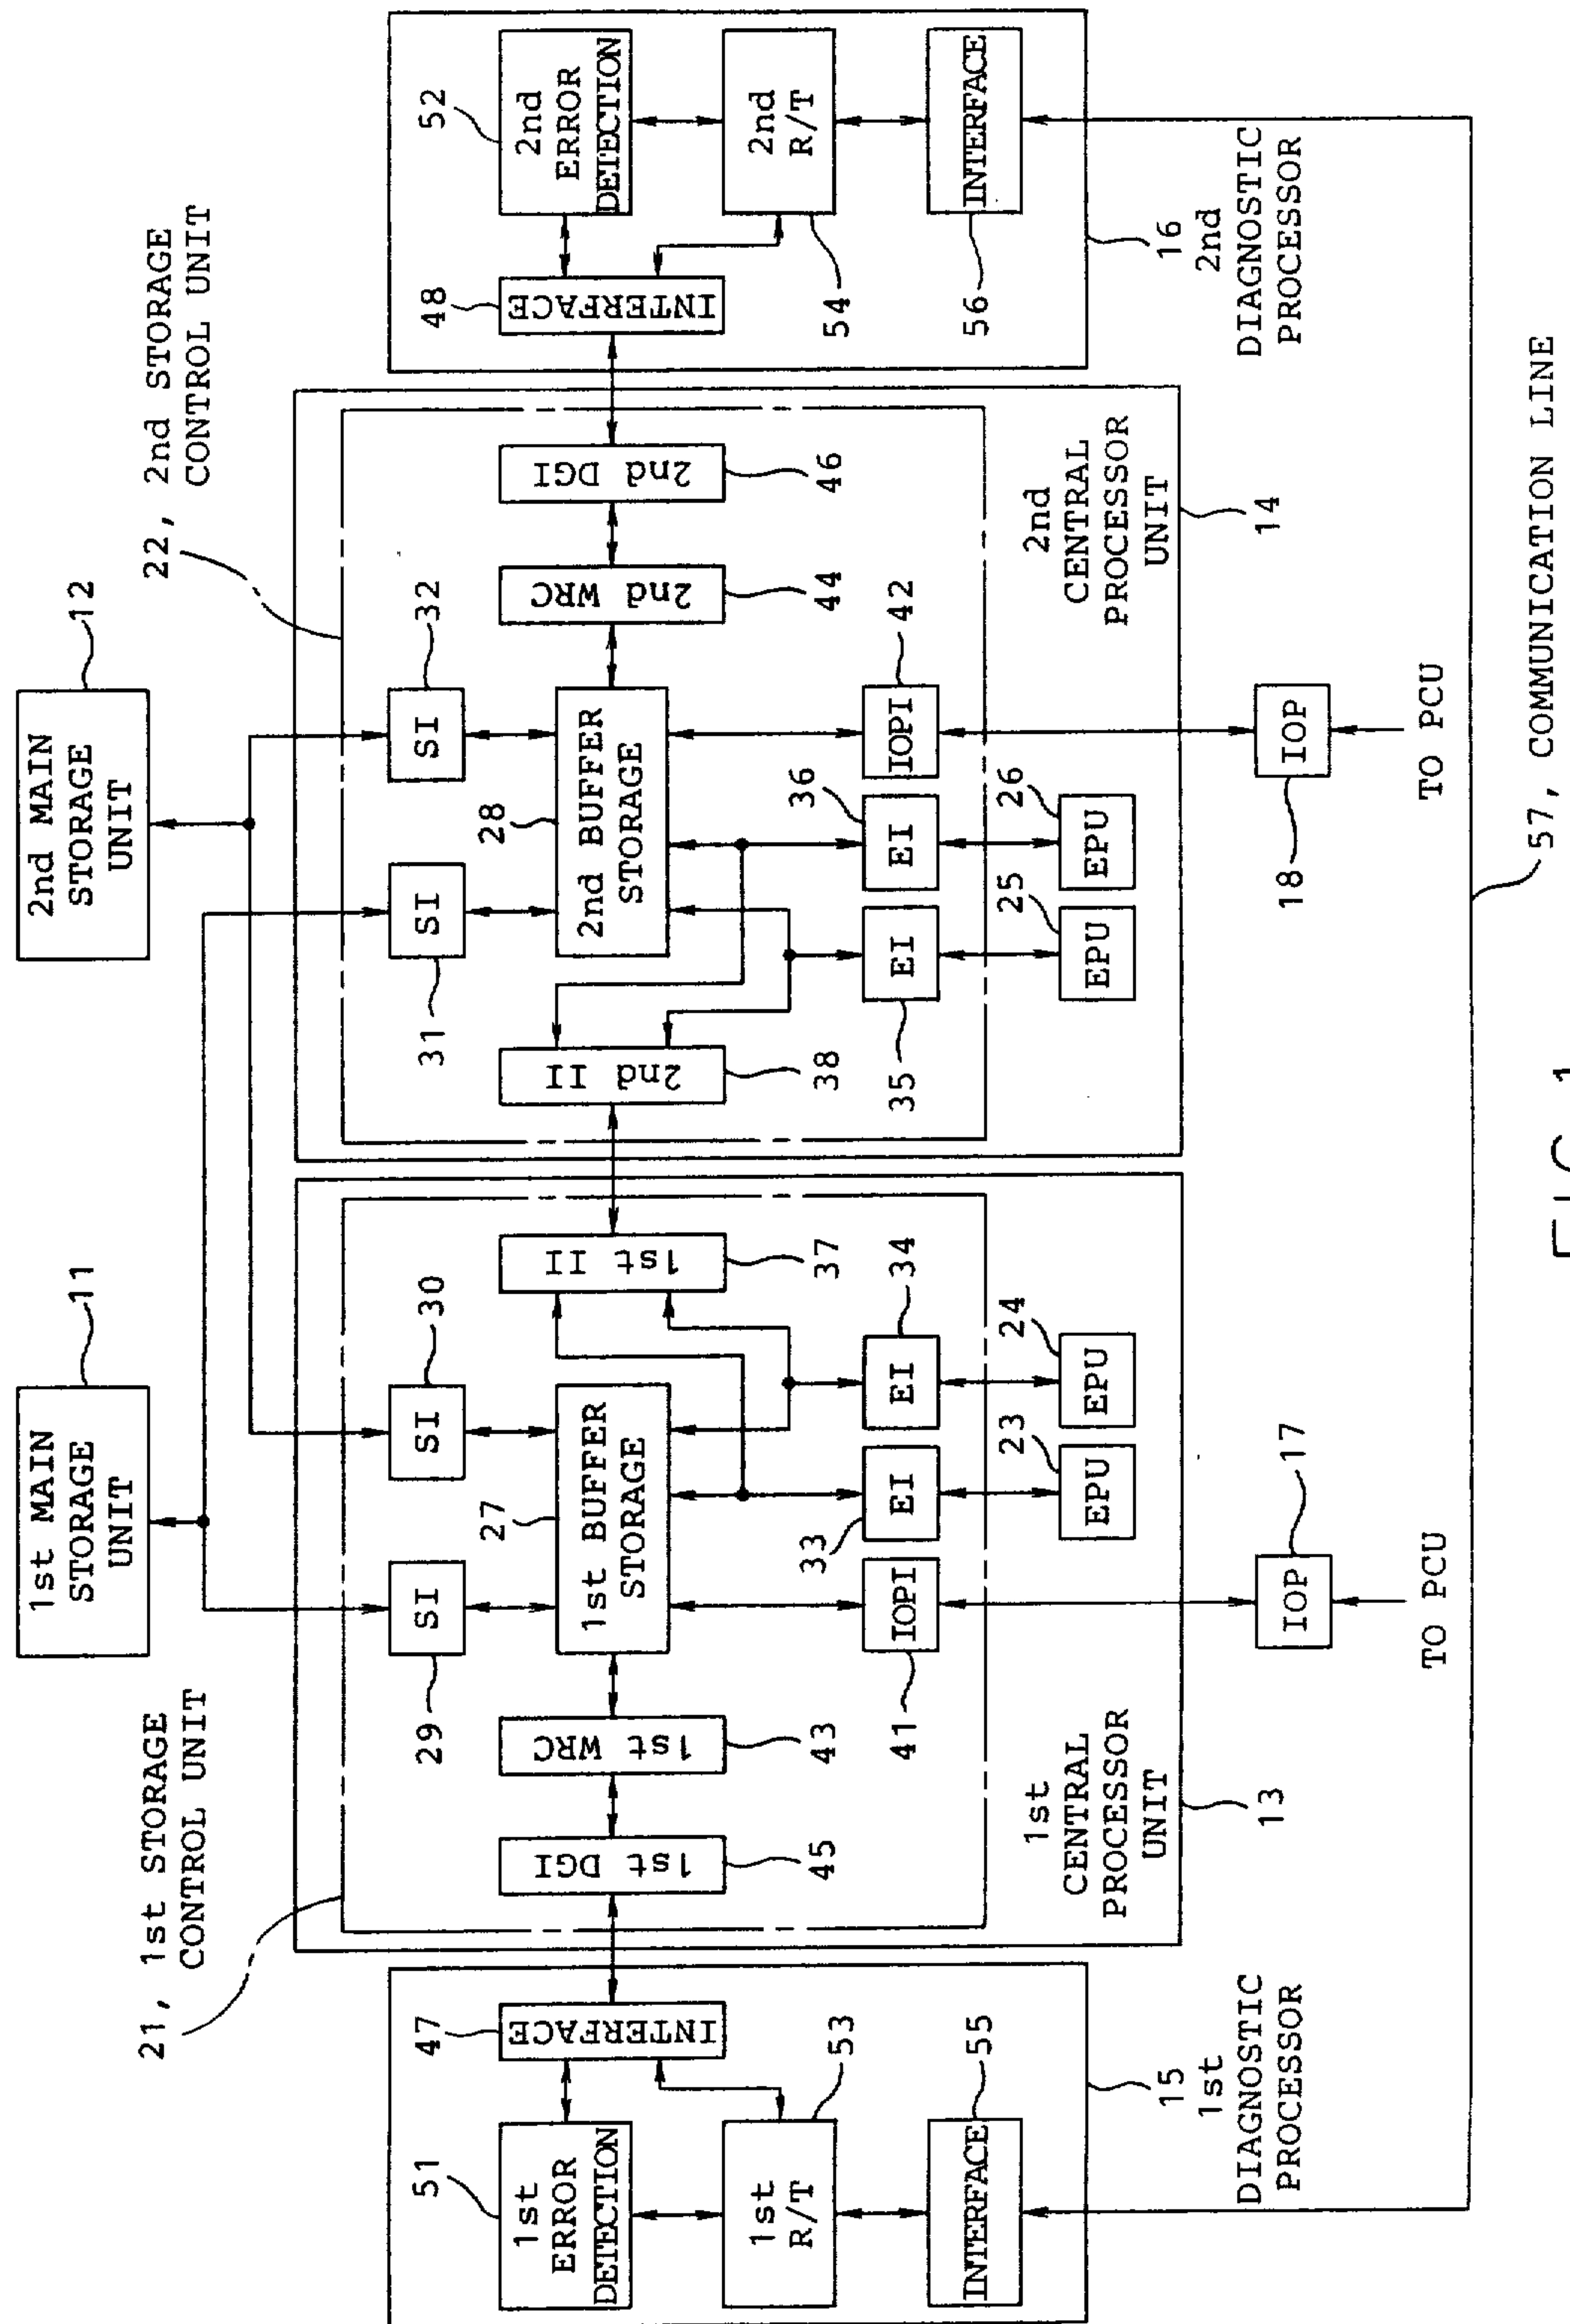 11
1st MAIN
STORAGE
UNIT
12
2nd MAIN
STORAGE
UNIT
21, 1st STORAGE
CONTROL UNIT
22, 2nd STORAGE
CONTROL UNIT
51
1st
ERROR
DETECTION
47
INTERFACE
1st
R/T
53
INTERFACE
55
15
1st
DIAGNOSTIC
PROCESSOR
1st DGI
45
1st WRC
43
29
SI
SI
30
27
1st BUFFER
STORAGE
1st II
37
41
IOPI
33
EI
EI
34
23
EPU
24
EPU
1st
CENTRAL
PROCESSOR
UNIT
13
IOP
17
TO PCU
31
SI
SI
32
2nd II
38
28
2nd BUFFER
STORAGE
2nd WRC
44
2nd DGI
46
35
EI
36
EI
IOPI
42
25
EPU
26
EPU
2nd
CENTRAL
PROCESSOR
UNIT
14
18
IOP
TO PCU
48
INTERFACE
52
2nd
ERROR
DETECTION
2nd
R/T
54
INTERFACE
56
16
2nd
DIAGNOSTIC
PROCESSOR
57, COMMUNICATION LINE
FIG. 1